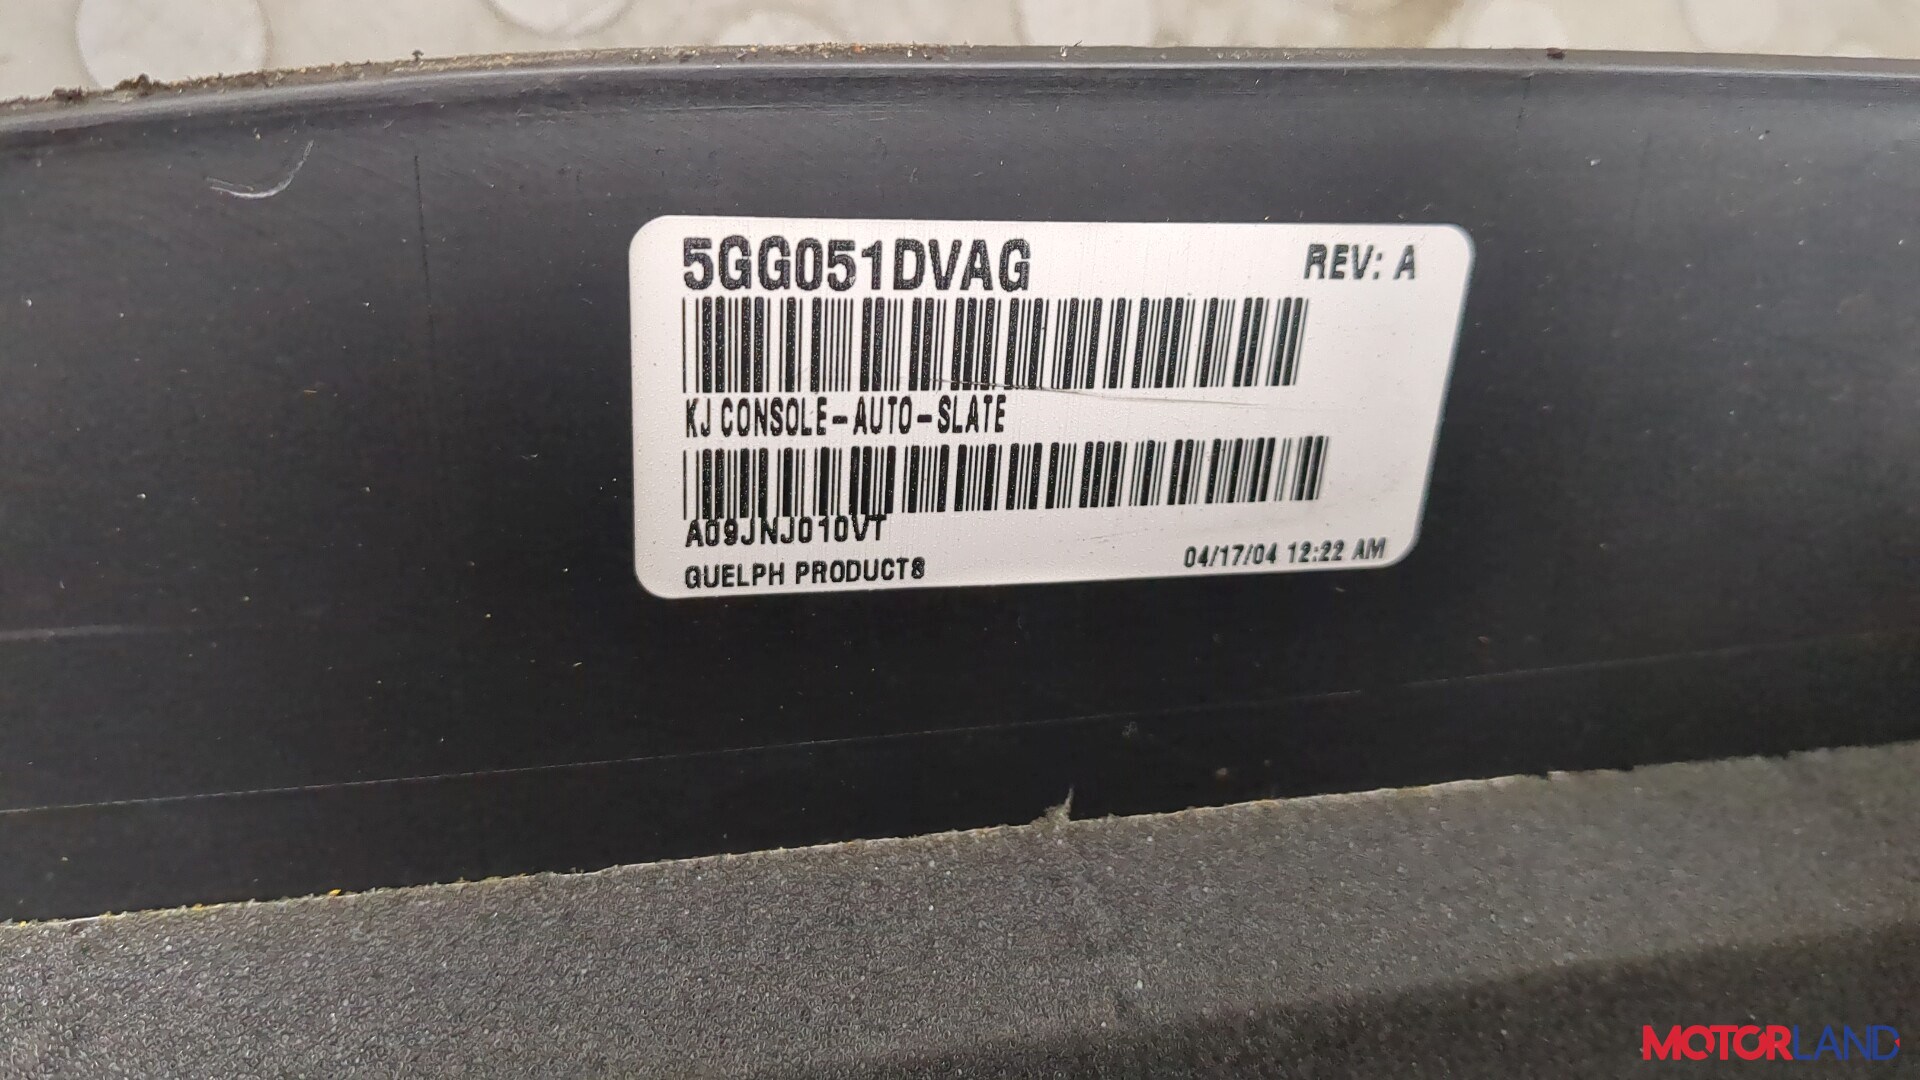 5GG051DVAG REV: A
KJ CONSOLE-AUTO-SLATE
A09JNJ010VT
GUELPH PRODUCTS 04/17/04 12:22 AM
MOTORLAND